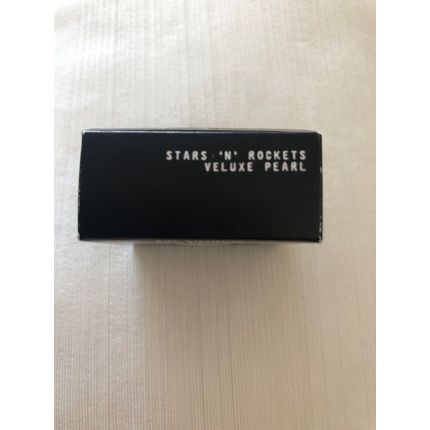 STARS 'N' ROCKETS
VELUXE PEARL